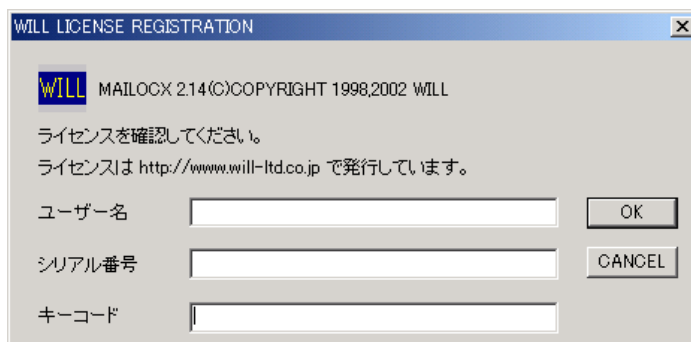 WILL LICENSE REGISTRATION
WILL MAILOCX 2.14(C)COPYRIGHT 1998,2002 WILL
ライセンスを確認してください。
ライセンスは http://www.will-ltd.co.jp で発行しています。
ユーザー名 OK
シリアル番号 CANCEL
キーコード